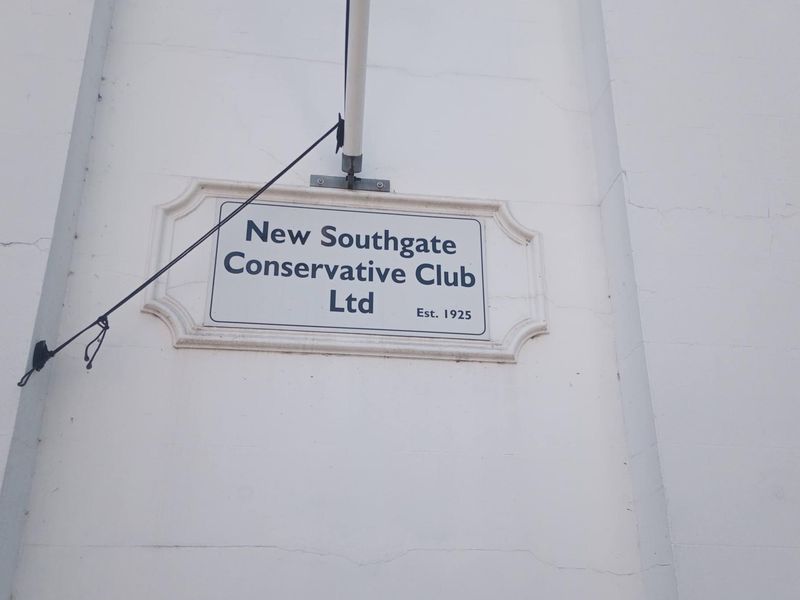 New Southgate
Conservative Club
Ltd
Est. 1925